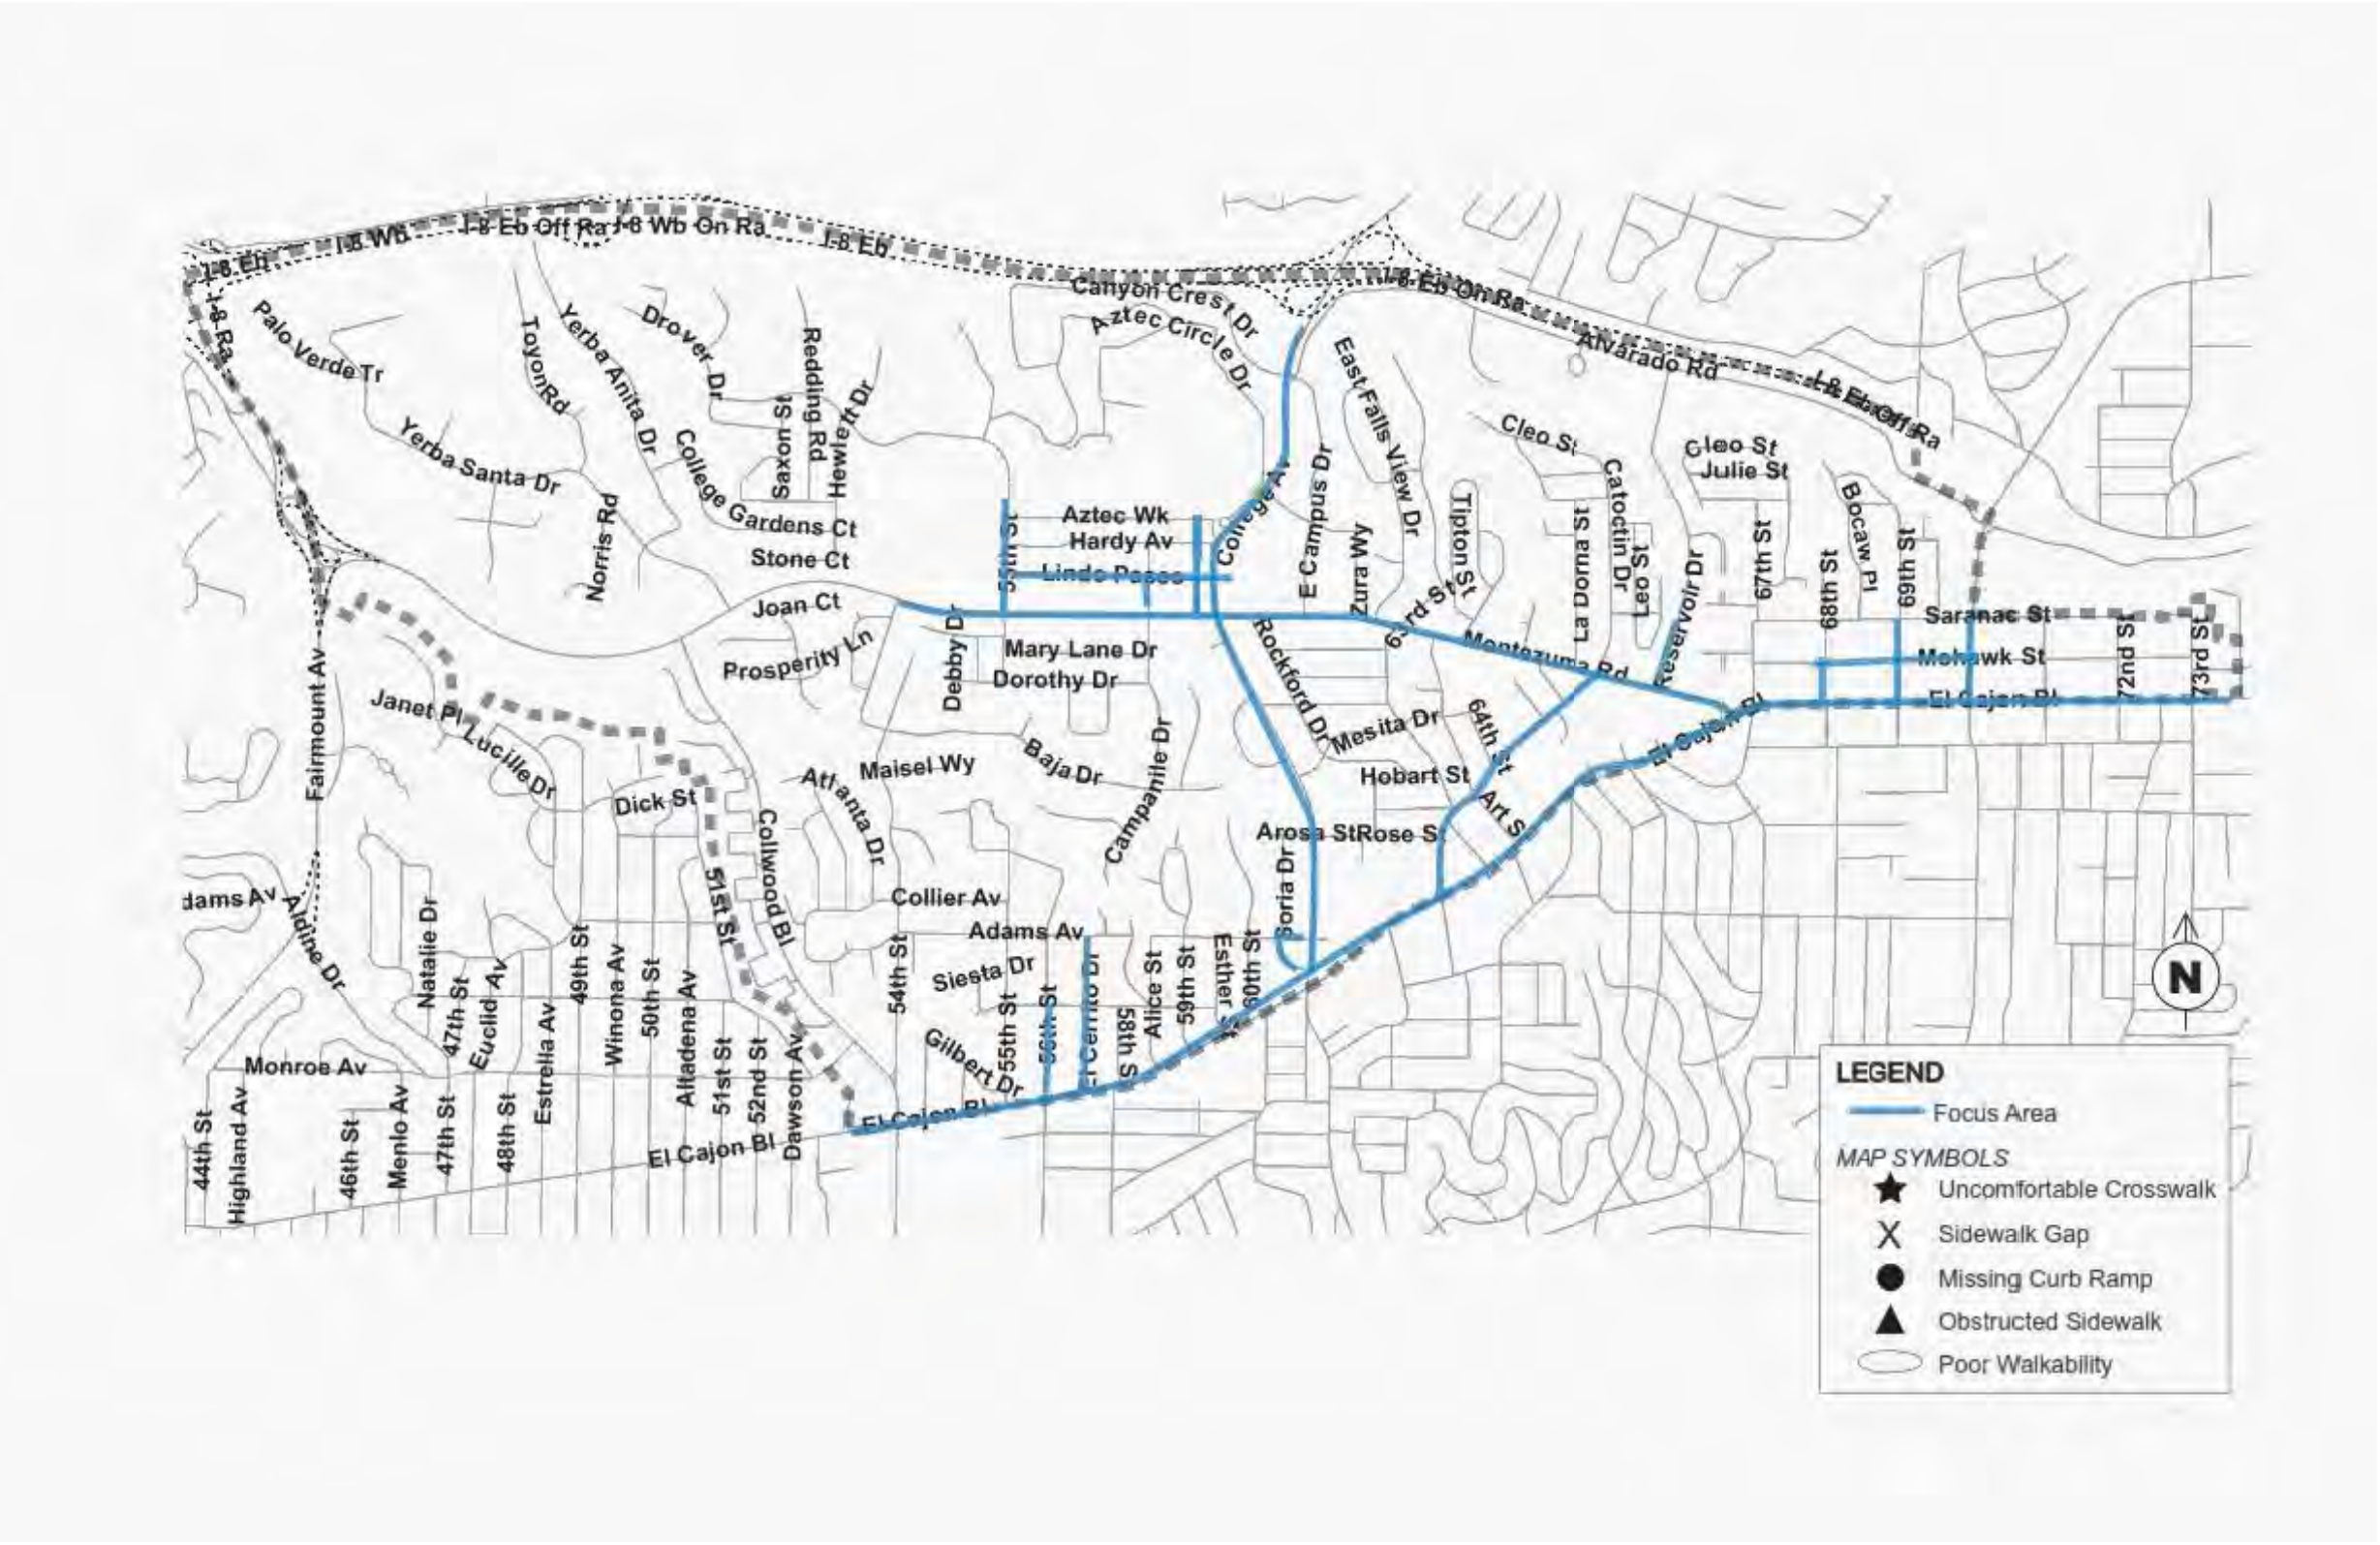 I-8 Wb
I-8 Eb Off Ra
I-8 Wb On Ra
I-8 Eb
I-8 Eb
I-8 Ra
Canyon Crest Dr
Aztec Circle Dr
I-8 Eb On Ra
Alvarado Rd
I-8 Eb Off Ra
Palo Verde Tr
Toyon Rd
Yerba Anita Dr
Drover Dr
Redding Rd
Saxon St
Hewlett Dr
East Falls View Dr
Yerba Santa Dr
College Gardens Ct
Cleo St
Cleo St
Julie St
Catoctin Dr
Bocaw Pl
Norris Rd
Stone Ct
55th St
Aztec Wk
Hardy Av
Lindo Paseo
College Av
E Campus Dr
Zurra Wy
Tipton St
La Dorna St
Leo St
Reservoir Dr
67th St
68th St
69th St
Joan Ct
Prosperity Ln
Debby Dr
Mary Lane Dr
Dorothy Dr
Rockford Dr
63rd St
Montezuma Rd
Saranac St
Mohawk St
El Cajon Bl
72nd St
73rd St
Fairmount Av
Janet Pl
Lucille Dr
Dick St
Maisel Wy
Atlanta Dr
Baja Dr
Campanile Dr
Mesita Dr
64th St
El Cajon Bl
Hobart St
Art S
Arosa St
Rose S
Soria Dr
Collwood Bl
51st St
Collier Av
Adams Av
dams Av
Aldine Dr
Natalie Dr
47th St
Euclid Av
49th St
Winona Av
50th St
Altadena Av
54th St
Siesta Dr
55th St
56th St
El Cerrito Dr
58th S
Alice St
59th St
Esther S
60th St
Gilbert Dr
Monroe Av
Estrella Av
51st St
52nd St
Dawson Av
El Cajon Bl
El Cajon Bl
44th St
Highland Av
46th St
Menlo Av
47th St
48th St
N
LEGEND
Focus Area
MAP SYMBOLS
Uncomfortable Crosswalk
X Sidewalk Gap
Missing Curb Ramp
Obstructed Sidewalk
Poor Walkability